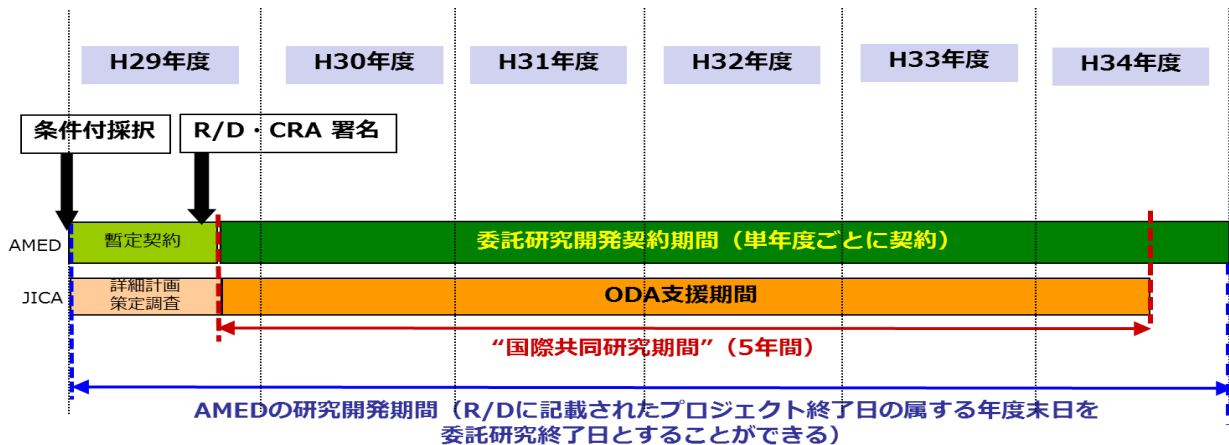 H29年度 H30年度 H31年度 H32年度 H33年度 H34年度
条件付採択 R/D・CRA 署名
AMED 暫定契約 委託研究開発契約期間（単年度ごとに契約）
JICA 詳細計画
策定調査 ODA支援期間
“国際共同研究期間”（5年間）
AMEDの研究開発期間（R/Dに記載されたプロジェクト終了日の属する年度末日を
委託研究終了日とすることができる）